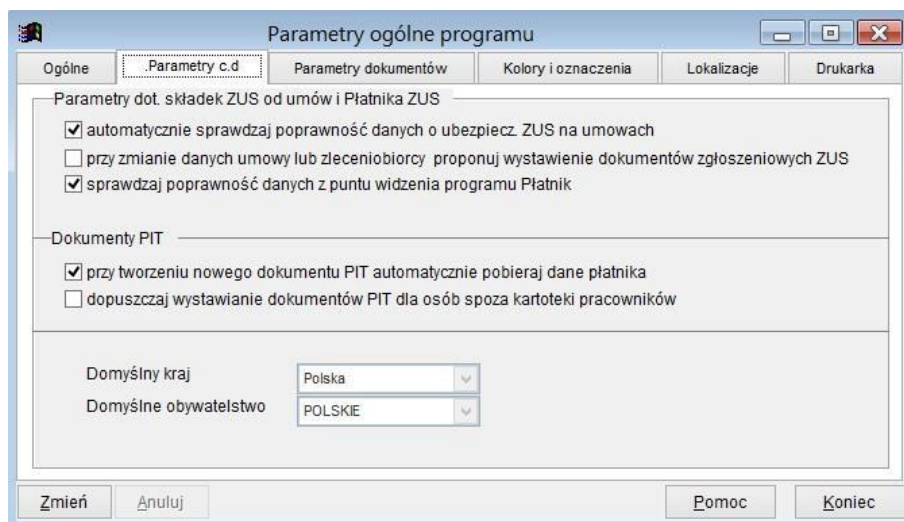 Parametry ogólne programu
Ogólne .Parametry c.d Parametry dokumentów Kolory i oznaczenia Lokalizacje Drukarka
Parametry dot. składek ZUS od umów i Płatnika ZUS
automatycznie sprawdzaj poprawność danych o ubezpiecz. ZUS na umowach
przy zmianie danych umowy lub zleceniobiorcy proponuj wystawienie dokumentów zgłoszeniowych ZUS
sprawdzaj poprawność danych z puntu widzenia programu Płatnik
Dokumenty PIT
przy tworzeniu nowego dokumentu PIT automatycznie pobieraj dane płatnika
dopuszczaj wystawianie dokumentów PIT dla osób spoza kartoteki pracowników
Domyślny kraj Polska
Domyślne obywatelstwo POLSKIE
Zmień Anuluj Pomoc Koniec